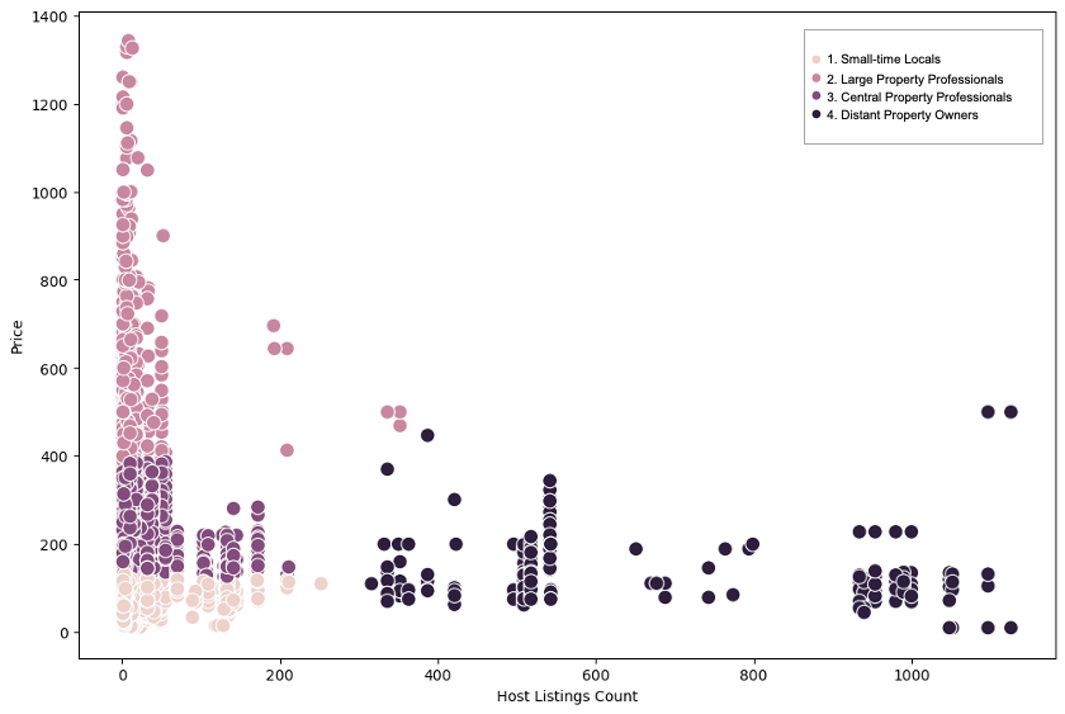 1400
1200
1000
800
600
400
200
0
Price
1. Small-time Locals
2. Large Property Professionals
3. Central Property Professionals
4. Distant Property Owners
0 200 400 600 800 1000
Host Listings Count